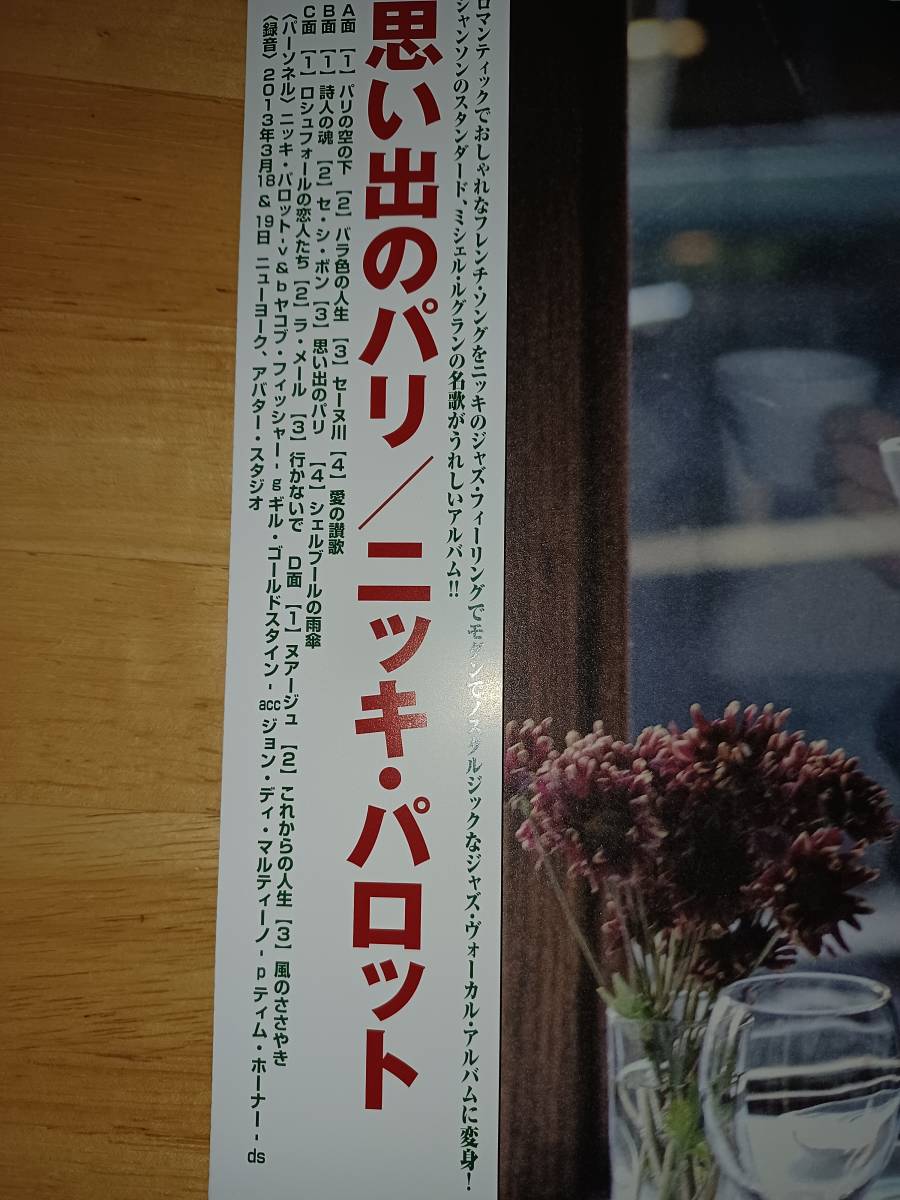 ロマンティックでおしゃれなフレンチ・ソングをニッキのジャズ・フィーリングでモダンでノスタルジックなジャズ・ヴォーカル・アルバムに変身！
シャンソンのスタンダード、ミシェル・ルグランの名歌がうれしいアルバム!!
思い出のパリ／ニッキ・パロット
A面 [1] パリの空の下 [2] バラ色の人生 [3] セーヌ川 [4] 愛の讃歌
B面 [1] 詩人の魂 [2] セ・シ・ボン [3] 思い出のパリ [4] シェルブールの雨傘
C面 [1] ロシュフォールの恋人たち [2] ラ・メール [3] 行かないで D面 [1] ヌアージュ [2] これからの人生 [3] 風のささやき
〈パーソネル〉ニッキ・パロット-v & b ヤコブ・フィッシャー-g ギル・ゴールドスタイン-acc ジョン・ディ・マルティーノ-p ティム・ホーナー-ds
〈録音〉2013年3月18 & 19日 ニューヨーク、アバター・スタジオ